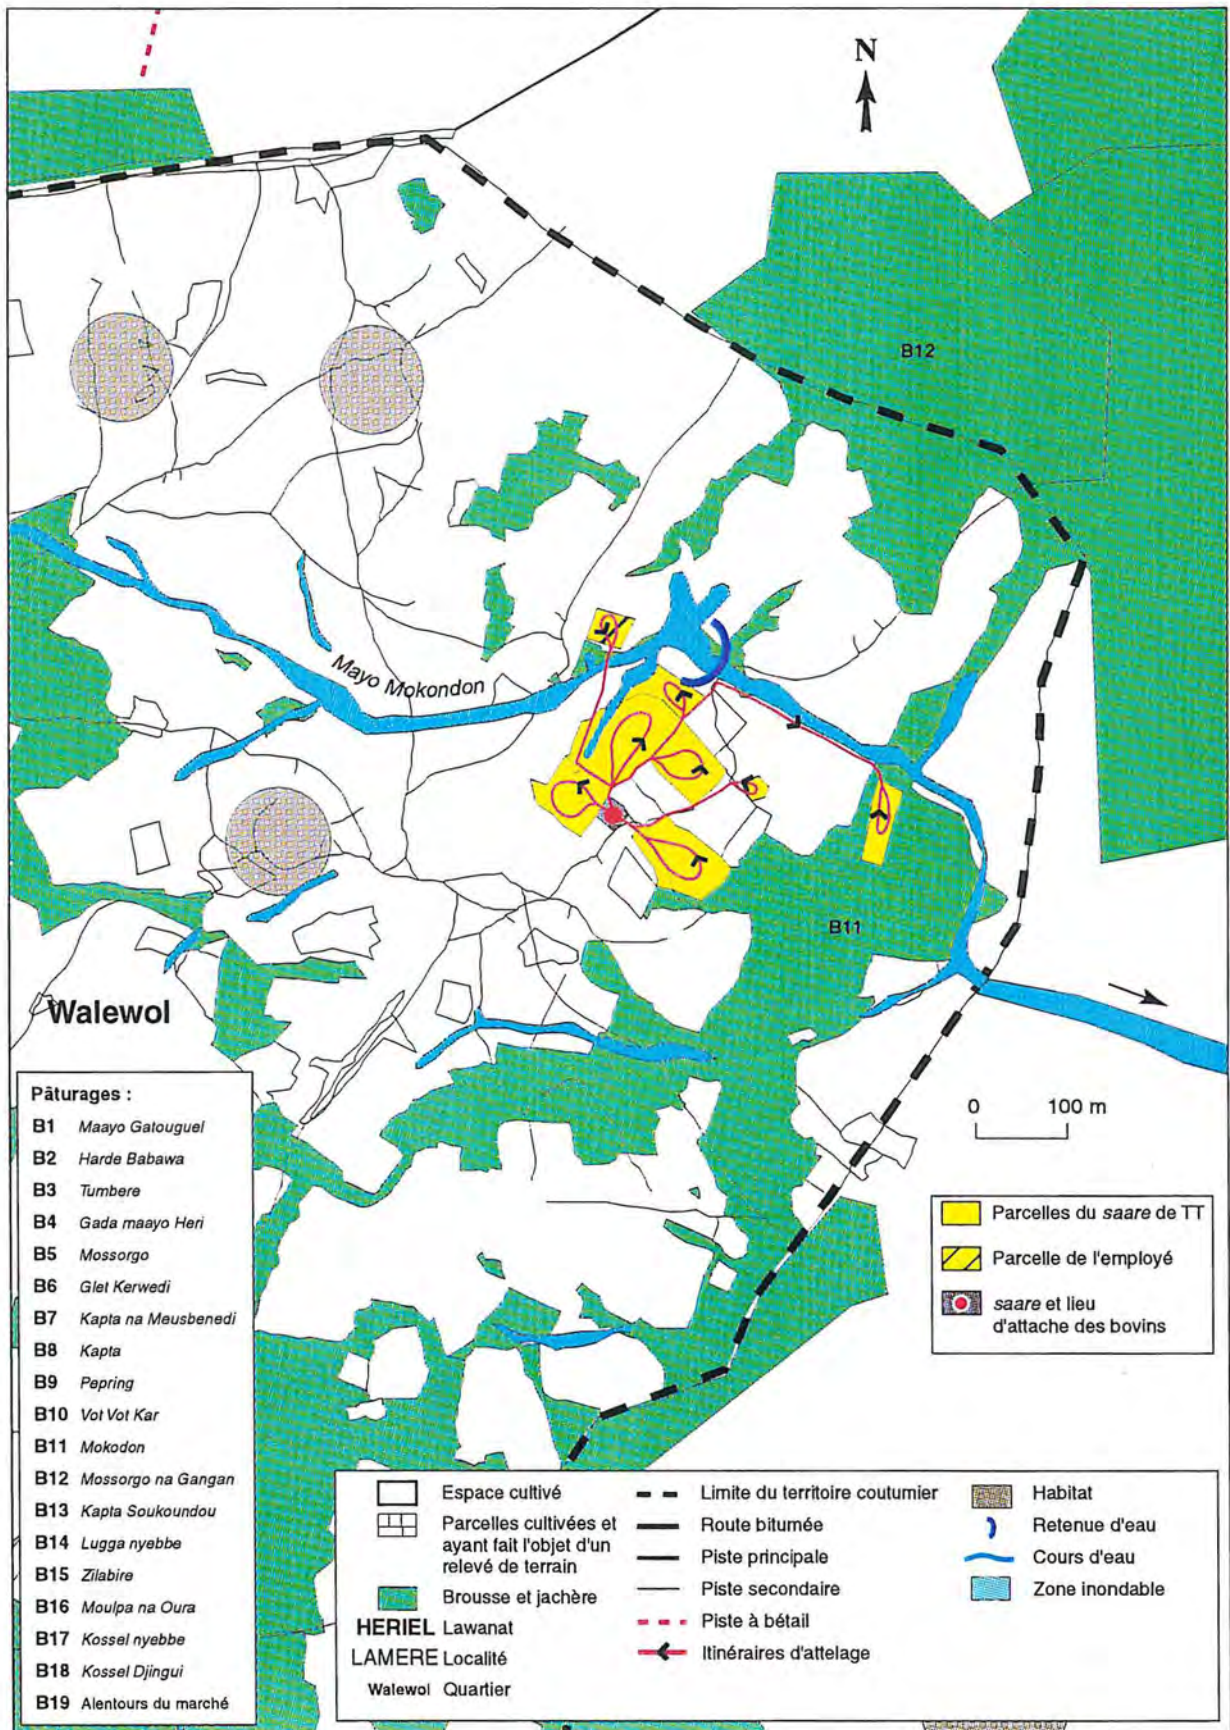 N
B12
Mayo Mokondon
B11
Walewol
Pâturages :
B1 Maayo Gatouguel
B2 Harde Babawa
B3 Tumbere
B4 Gada maayo Heri
B5 Mossorgo
B6 Glet Kerwedi
B7 Kapta na Meusbenedi
B8 Kapta
B9 Pepring
B10 Vot Vot Kar
B11 Mokodon
B12 Mossorgo na Gangan
B13 Kapta Soukoundou
B14 Lugga nyebbe
B15 Zilabire
B16 Moulpa na Oura
B17 Kossel nyebbe
B18 Kossel Djingui
B19 Alentours du marché
0 100 m
Parcelles du saare de TT
Parcelle de l'employé
saare et lieu
d'attache des bovins
Espace cultivé
Parcelles cultivées et
ayant fait l'objet d'un
relevé de terrain
Brousse et jachère
HERIEL Lawanat
LAMERE Localité
Walewol Quartier
Limite du territoire coutumier
Route bitumée
Piste principale
Piste secondaire
Piste à bétail
Itinéraires d'attelage
Habitat
Retenue d'eau
Cours d'eau
Zone inondable